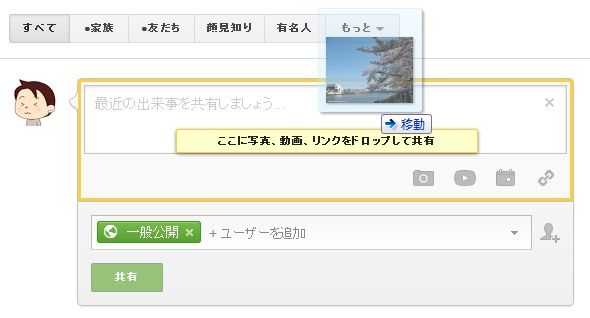 すべて
●家族
●友だち
顔見知り
有名人
もっと
最近の出来事を共有しましょう...
移動
ここに写真、動画、リンクをドロップして共有
一般公開
+ ユーザーを追加
共有